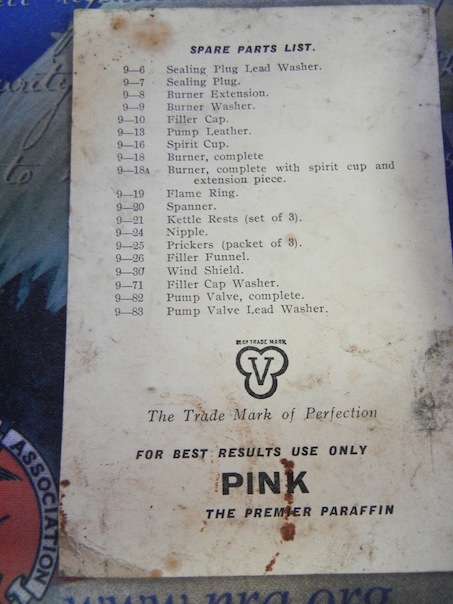 SPARE PARTS LIST.
9—6 Sealing Plug Lead Washer.
9—7 Sealing Plug.
9—8 Burner Extension.
9—9 Burner Washer.
9—10 Filler Cap.
9—13 Pump Leather.
9—16 Spirit Cup.
9—18 Burner, complete
9—18A Burner, complete with spirit cup and
extension piece.
9—19 Flame Ring.
9—20 Spanner.
9—21 Kettle Rests (set of 3).
9—24 Nipple.
9—25 Prickers (packet of 3).
9—26 Filler Funnel.
9—30 Wind Shield.
9—71 Filler Cap Washer.
9—82 Pump Valve, complete.
9—83 Pump Valve Lead Washer.
REGD TRADE MARK
V
The Trade Mark of Perfection
FOR BEST RESULTS USE ONLY
PINK
THE PREMIER PARAFFIN
ASSOCIATION
www.nra.org